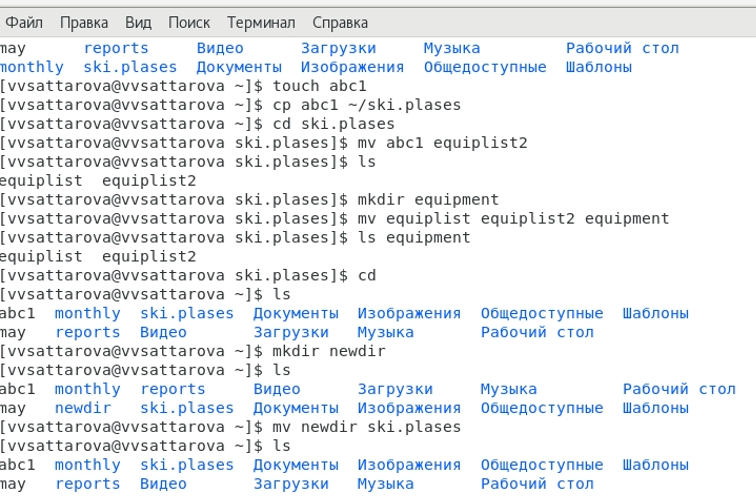 Файл Правка Вид Поиск Терминал Справка
may reports Видео Загрузки Музыка Рабочий стол
monthly ski.plases Документы Изображения Общедоступные Шаблоны
[vvsattarova@vvsattarova ~]$ touch abc1
[vvsattarova@vvsattarova ~]$ cp abc1 ~/ski.plases
[vvsattarova@vvsattarova ~]$ cd ski.plases
[vvsattarova@vvsattarova ski.plases]$ mv abc1 equiplist2
[vvsattarova@vvsattarova ski.plases]$ ls
equiplist equiplist2
[vvsattarova@vvsattarova ski.plases]$ mkdir equipment
[vvsattarova@vvsattarova ski.plases]$ mv equiplist equiplist2 equipment
[vvsattarova@vvsattarova ski.plases]$ ls equipment
equiplist equiplist2
[vvsattarova@vvsattarova ski.plases]$ cd
[vvsattarova@vvsattarova ~]$ ls
abc1 monthly ski.plases Документы Изображения Общедоступные Шаблоны
may reports Видео Загрузки Музыка Рабочий стол
[vvsattarova@vvsattarova ~]$ mkdir newdir
[vvsattarova@vvsattarova ~]$ ls
abc1 monthly reports Видео Загрузки Музыка Рабочий стол
may newdir ski.plases Документы Изображения Общедоступные Шаблоны
[vvsattarova@vvsattarova ~]$ mv newdir ski.plases
[vvsattarova@vvsattarova ~]$ ls
abc1 monthly ski.plases Документы Изображения Общедоступные Шаблоны
may reports Видео Загрузки Музыка Рабочий стол